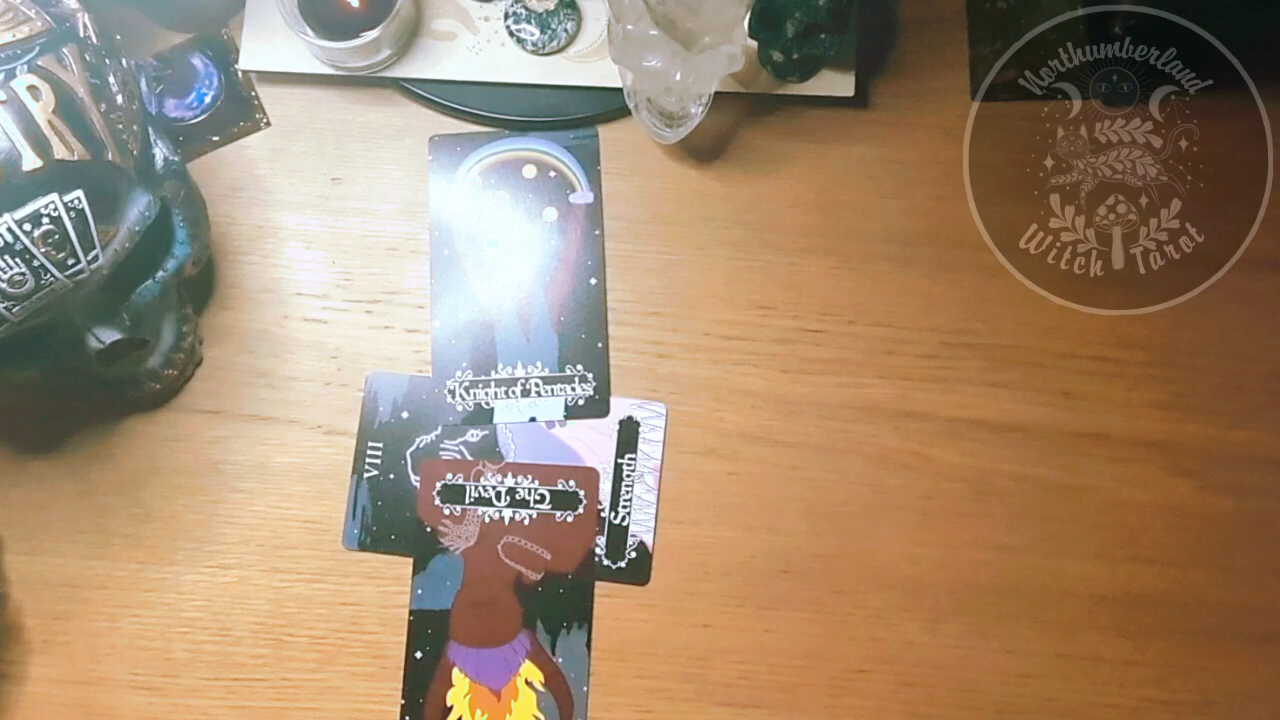 Northumberland
Witch Tarot
Knight of Pentacles
VIII
Strength
The Devil